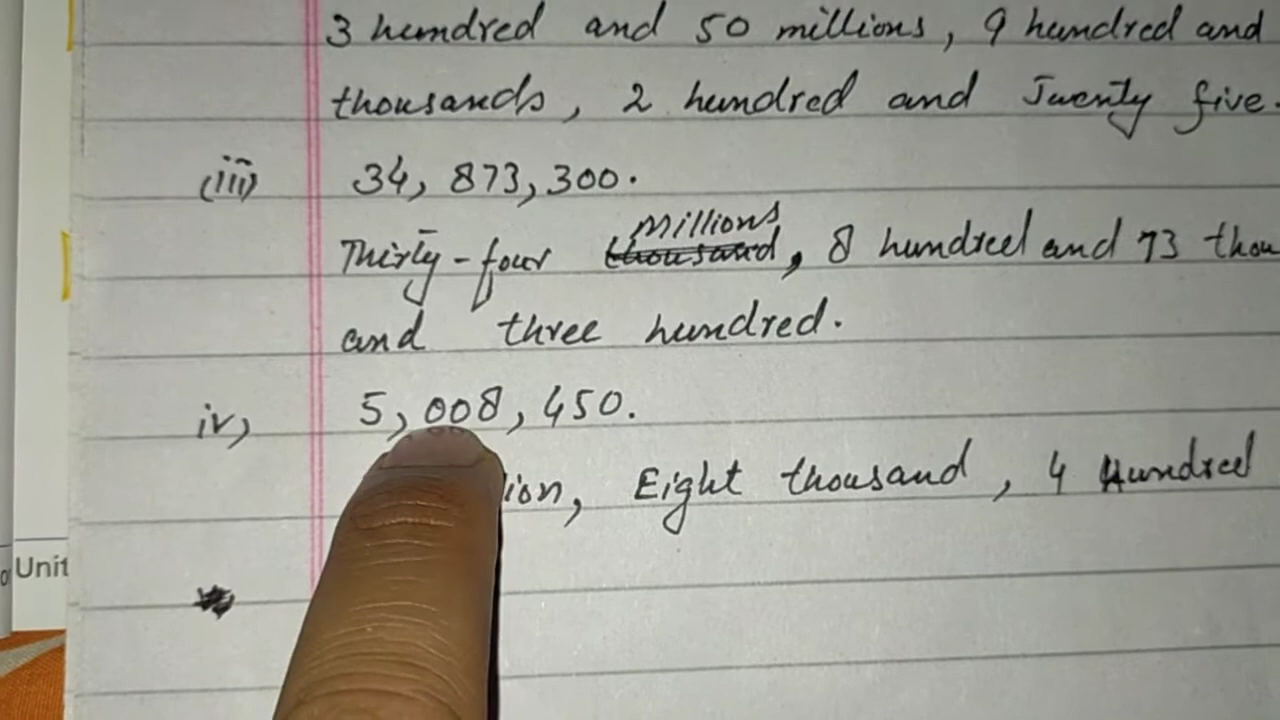 3 hundred and 50 millions, 9 hundred and
thousands, 2 hundred and Twenty five.
(iii) 34, 873, 300.
Thirty-four thousand millions, 8 hundred and 73 thou
and three hundred.
iv) 5, 008, 450.
ion, Eight thousand, 4 Hundred
Unit